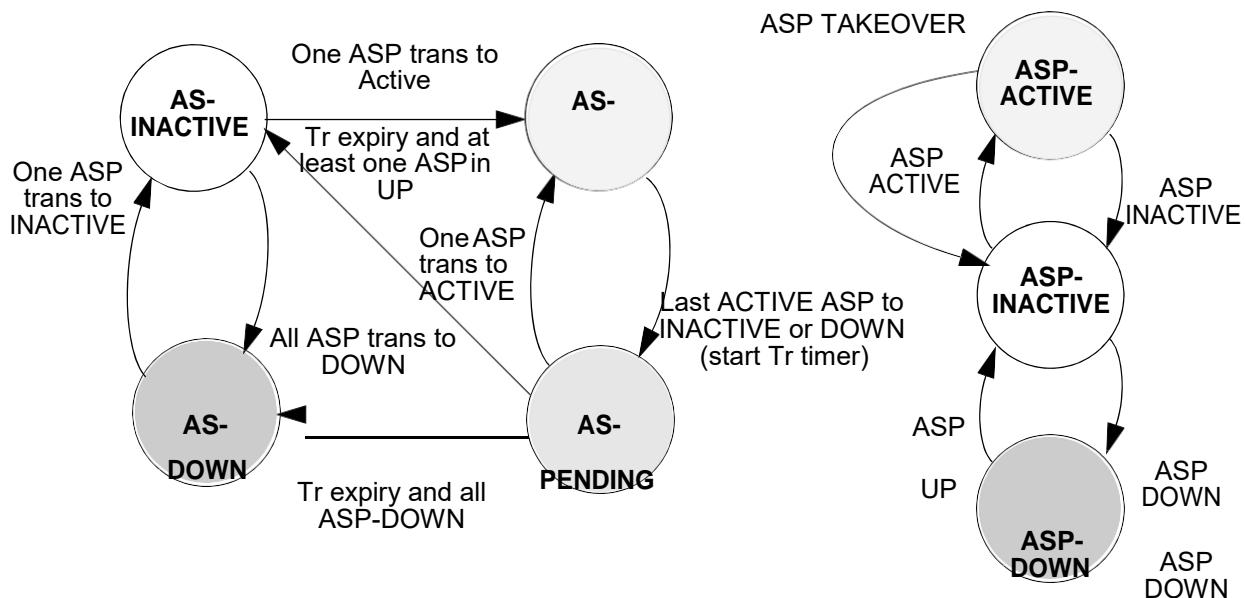 One ASP trans to
Active
AS-
INACTIVE
AS-
Tr expiry and at
least one ASP in
UP
One ASP
trans to
INACTIVE
One ASP
trans to
ACTIVE
All ASP trans to
DOWN
Last ACTIVE ASP to
INACTIVE or DOWN
(start Tr timer)
AS-
DOWN
AS-
PENDING
Tr expiry and all
ASP-DOWN
ASP TAKEOVER
ASP-
ACTIVE
ASP
ACTIVE
ASP
INACTIVE
ASP-
INACTIVE
ASP
UP
ASP
DOWN
ASP-
DOWN
ASP
DOWN